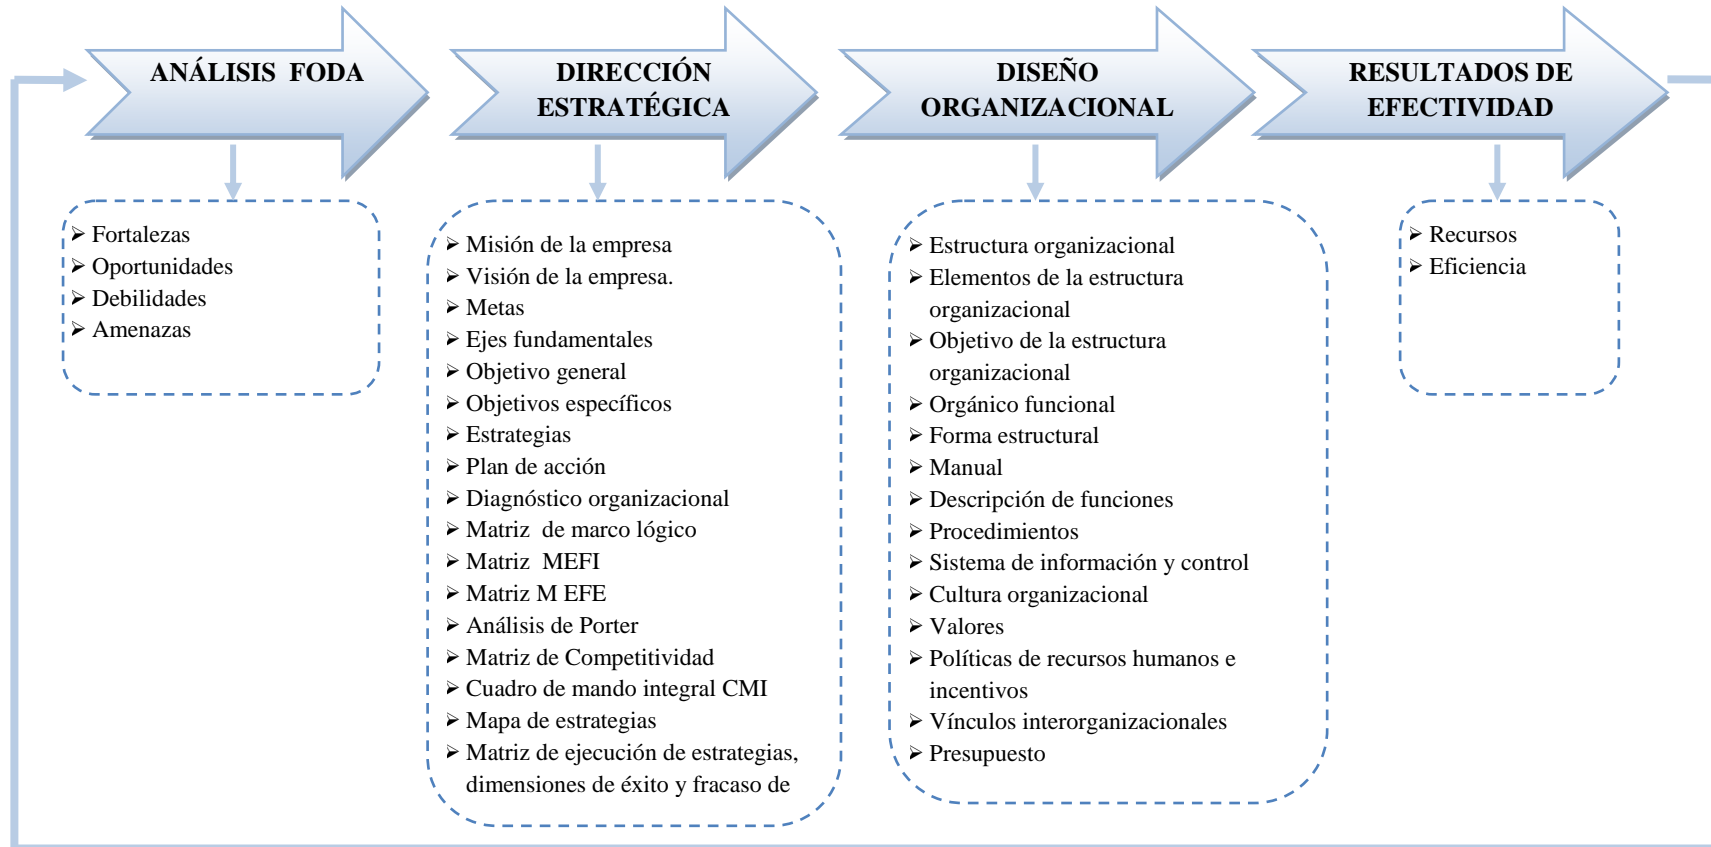 ANÁLISIS  FODA
DIRECCIÓN
ESTRATÉGICA
DISEÑO
ORGANIZACIONAL
RESULTADOS DE
EFECTIVIDAD
➢ Fortalezas
➢ Oportunidades
➢ Debilidades
➢ Amenazas
➢ Misión de la empresa
➢ Visión de la empresa.
➢ Metas
➢ Ejes fundamentales
➢ Objetivo general
➢ Objetivos específicos
➢ Estrategias
➢ Plan de acción
➢ Diagnóstico organizacional
➢ Matriz  de marco lógico
➢ Matriz  MEFI
➢ Matriz M EFE
➢ Análisis de Porter
➢ Matriz de Competitividad
➢ Cuadro de mando integral CMI
➢ Mapa de estrategias
➢ Matriz de ejecución de estrategias,
dimensiones de éxito y fracaso de
➢ Estructura organizacional
➢ Elementos de la estructura
organizacional
➢ Objetivo de la estructura
organizacional
➢ Orgánico funcional
➢ Forma estructural
➢ Manual
➢ Descripción de funciones
➢ Procedimientos
➢ Sistema de información y control
➢ Cultura organizacional
➢ Valores
➢ Políticas de recursos humanos e
incentivos
➢ Vínculos interorganizacionales
➢ Presupuesto
➢ Recursos
➢ Eficiencia